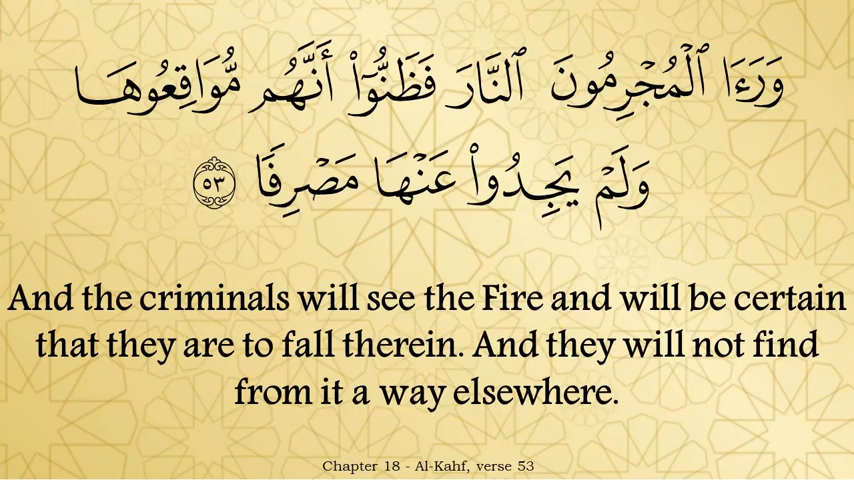 وَرَءَا ٱلْمُجْرِمُونَ ٱلنَّارَ فَظَنُّوٓا۟ أَنَّهُم مُّوَاقِعُوهَا
وَلَمْ يَجِدُوا۟ عَنْهَا مَصْرِفًا ٥٣
And the criminals will see the Fire and will be certain
that they are to fall therein. And they will not find
from it a way elsewhere.
Chapter 18 - Al-Kahf, verse 53